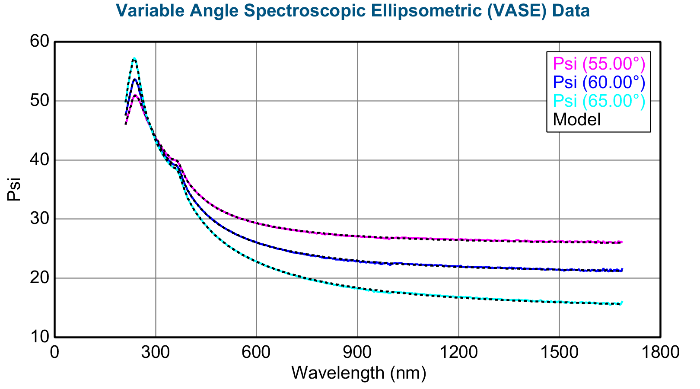 Variable Angle Spectroscopic Ellipsometric (VASE) Data
60
50
40
30
20
10
Psi
Psi (55.00°)
Psi (60.00°)
Psi (65.00°)
Model
0 300 600 900 1200 1500 1800
Wavelength (nm)